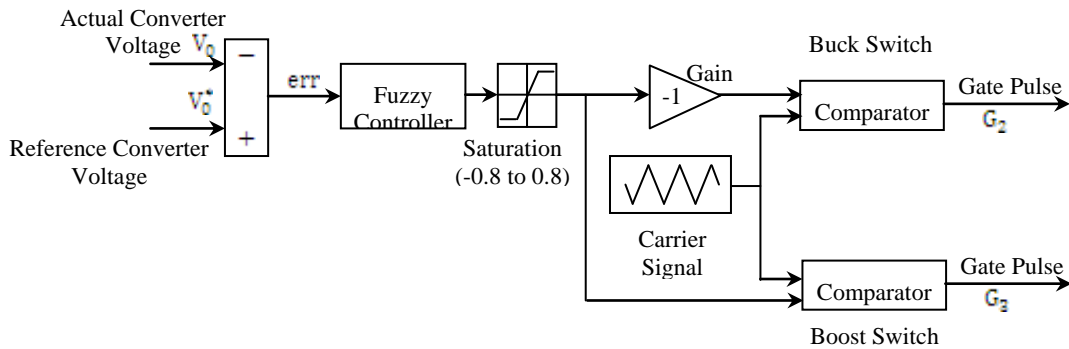 Actual Converter
Voltage
V₀
−
V₀*
+
Reference Converter
Voltage
err
Fuzzy
Controller
Saturation
(-0.8 to 0.8)
Gain
-1
Carrier
Signal
Buck Switch
Comparator
Gate Pulse
G₂
Comparator
Gate Pulse
G₃
Boost Switch